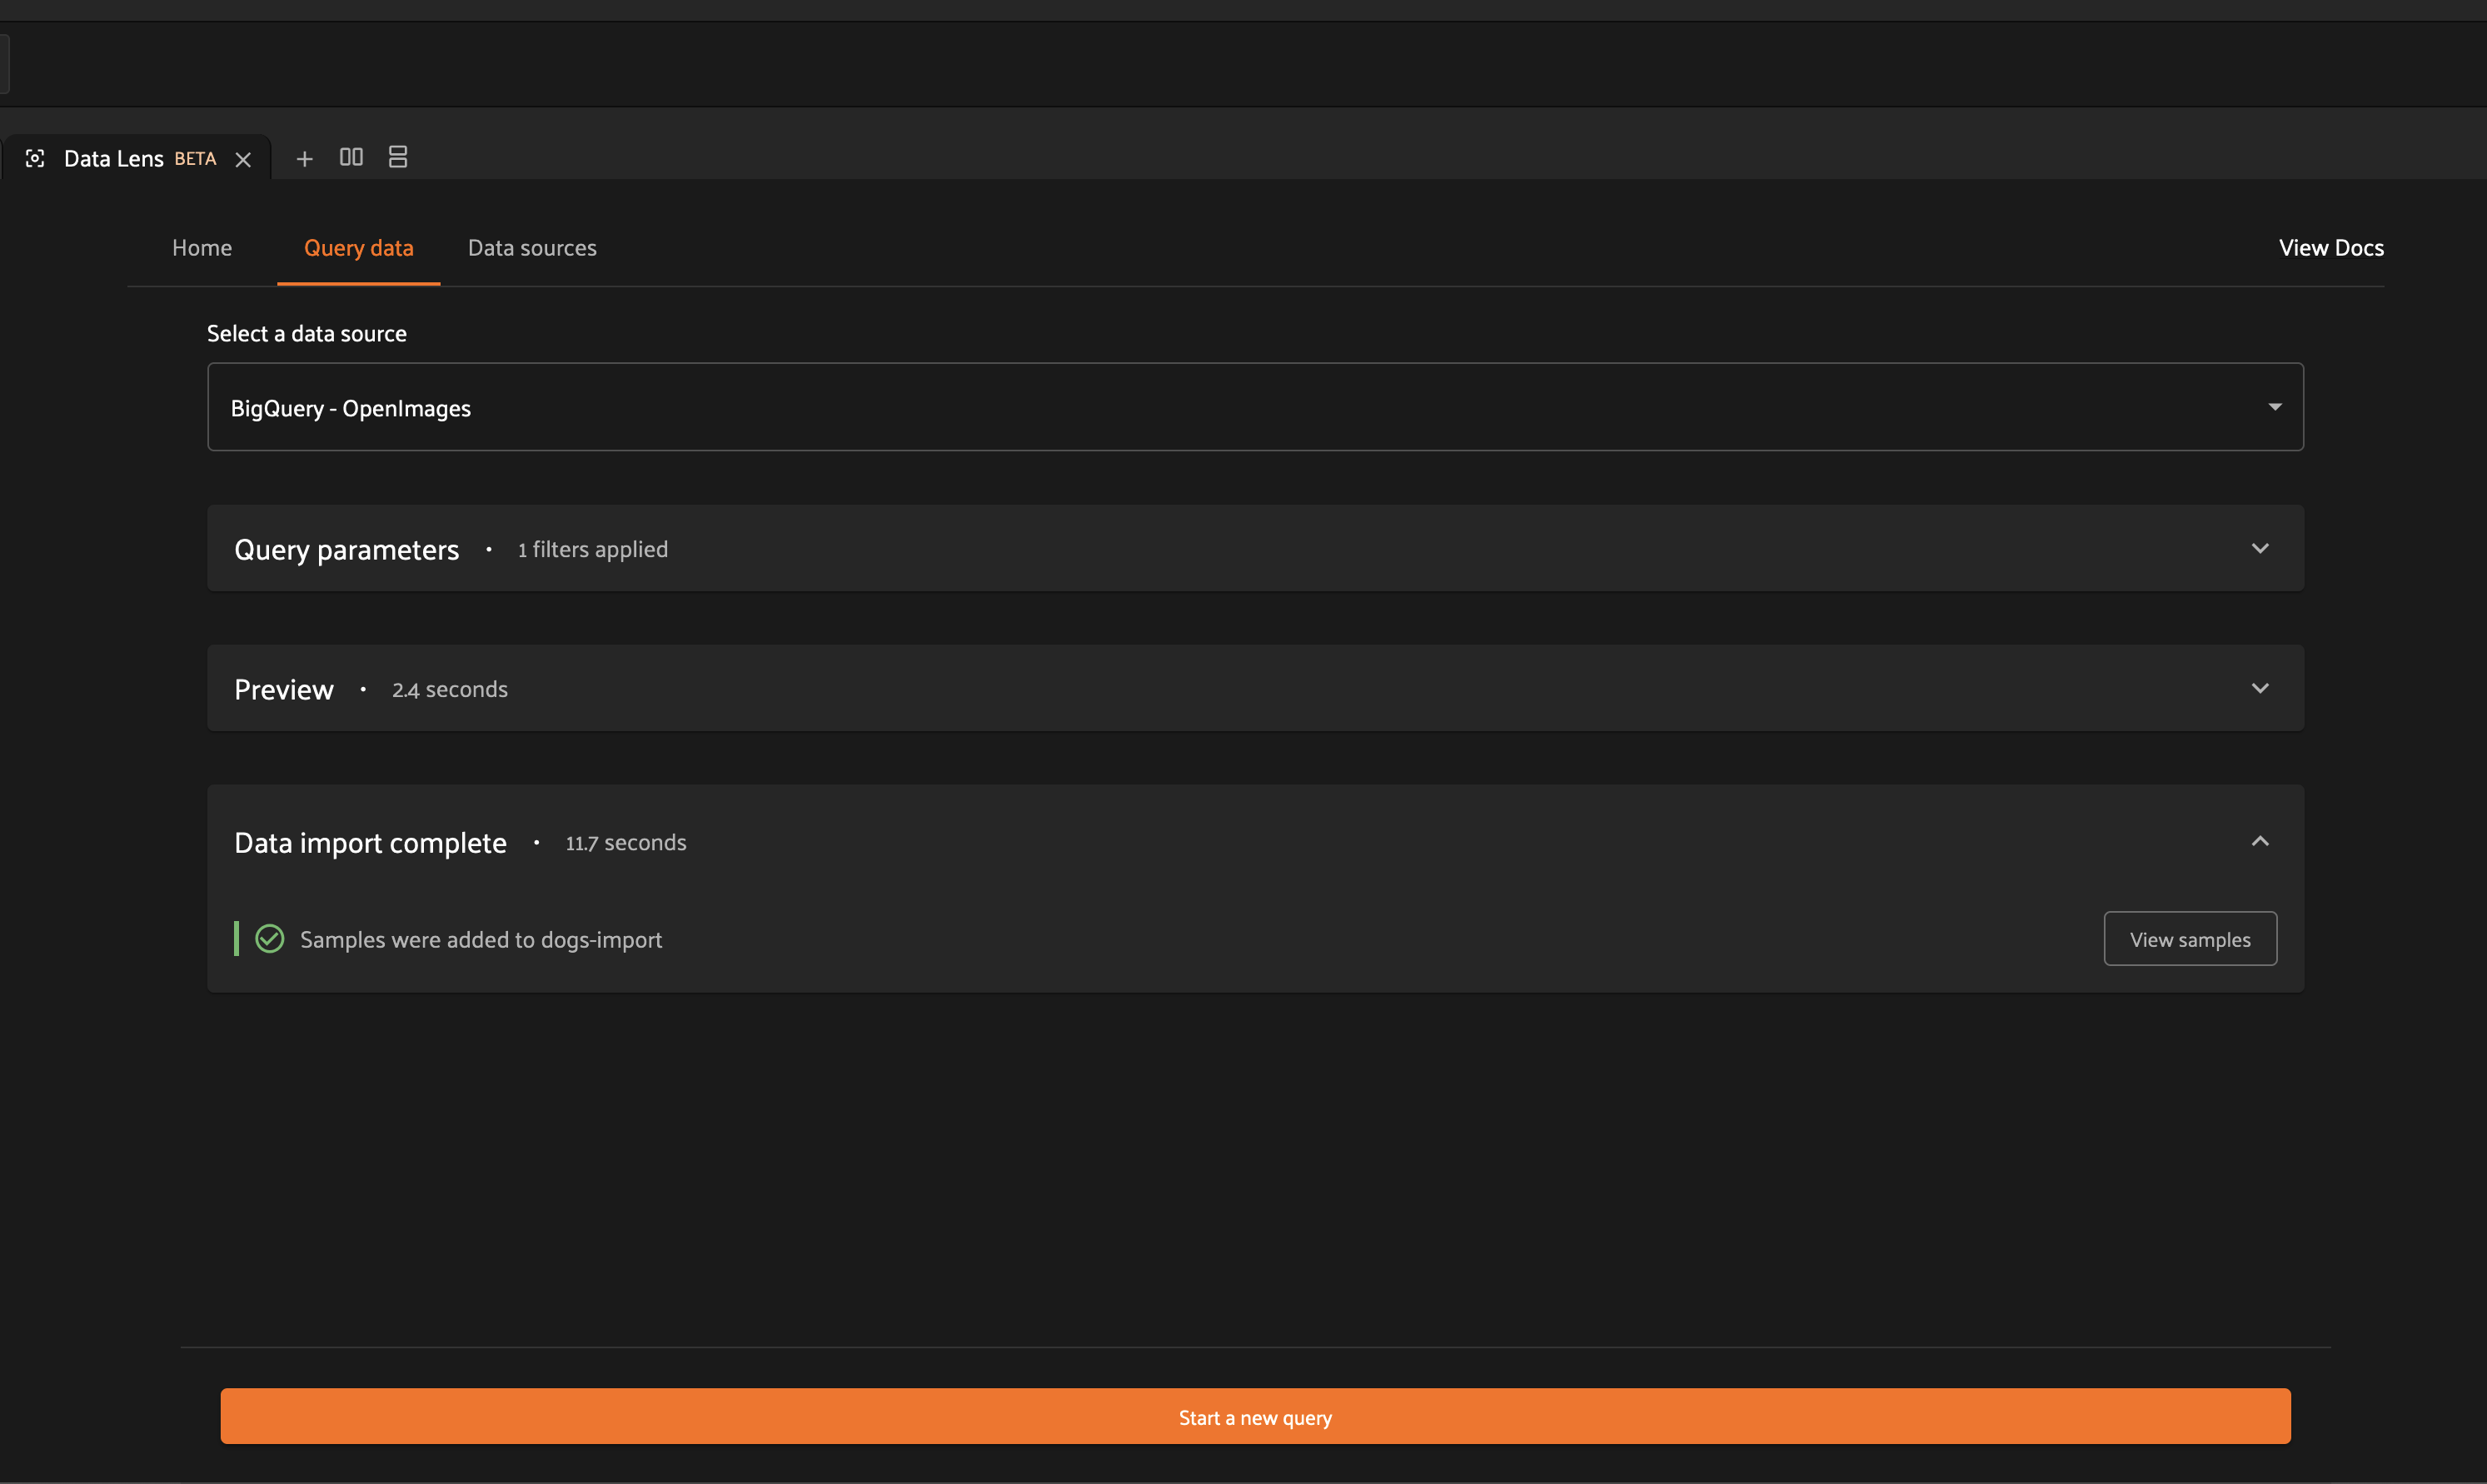 Data Lens BETA
Home Query data Data sources View Docs
Select a data source
BigQuery - OpenImages
Query parameters • 1 filters applied
Preview • 2.4 seconds
Data import complete • 11.7 seconds
Samples were added to dogs-import View samples
Start a new query